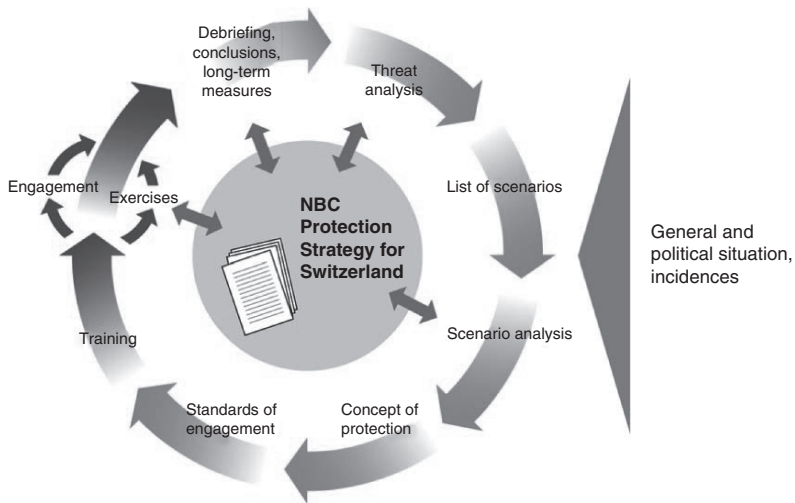 Debriefing,
conclusions,
long-term
measures
Threat
analysis
List of scenarios
Engagement
Exercises
NBC
Protection
Strategy for
Switzerland
General and
political situation,
incidences
Training
Scenario analysis
Standards of
engagement
Concept of
protection